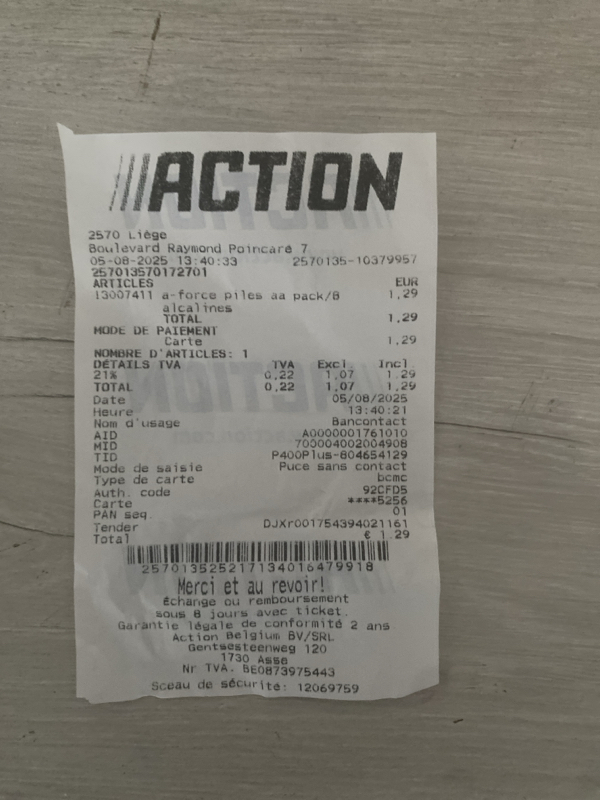 ACTION
2570 Liège
Boulevard Raymond Poincaré 7
05-08-2025 13:40:33 2570135-10379957
257013570172701
ARTICLES EUR
13007411 a-force piles aa pack/8 1,29
alcalines
TOTAL 1,29
MODE DE PAIEMENT
Carte 1,29
NOMBRE D'ARTICLES: 1
DÉTAILS TVA TVA Excl. Incl
21% 0,22 1,07 1,29
TOTAL 0,22 1,07 1,29
Date 05/08/2025
Heure 13:40:21
Nom d'usage Bancontact
AID A0000001761010
MID 700004002004908
TID P400Plus-804654129
Mode de saisie Puce sans contact
Type de carte bcmc
Auth. code 92CFD5
Carte ****5256
PAN seq. 01
Tender DJXr001754394021161
Total € 1.29
257013525217134016479918
Merci et au revoir!
Échange ou remboursement
sous 8 jours avec ticket.
Garantie légale de conformité 2 ans
Action Belgium BV/SRL
Gentsesteenweg 120
1730 Asse
Nr TVA. BE0873975443
Sceau de sécurité: 12069759